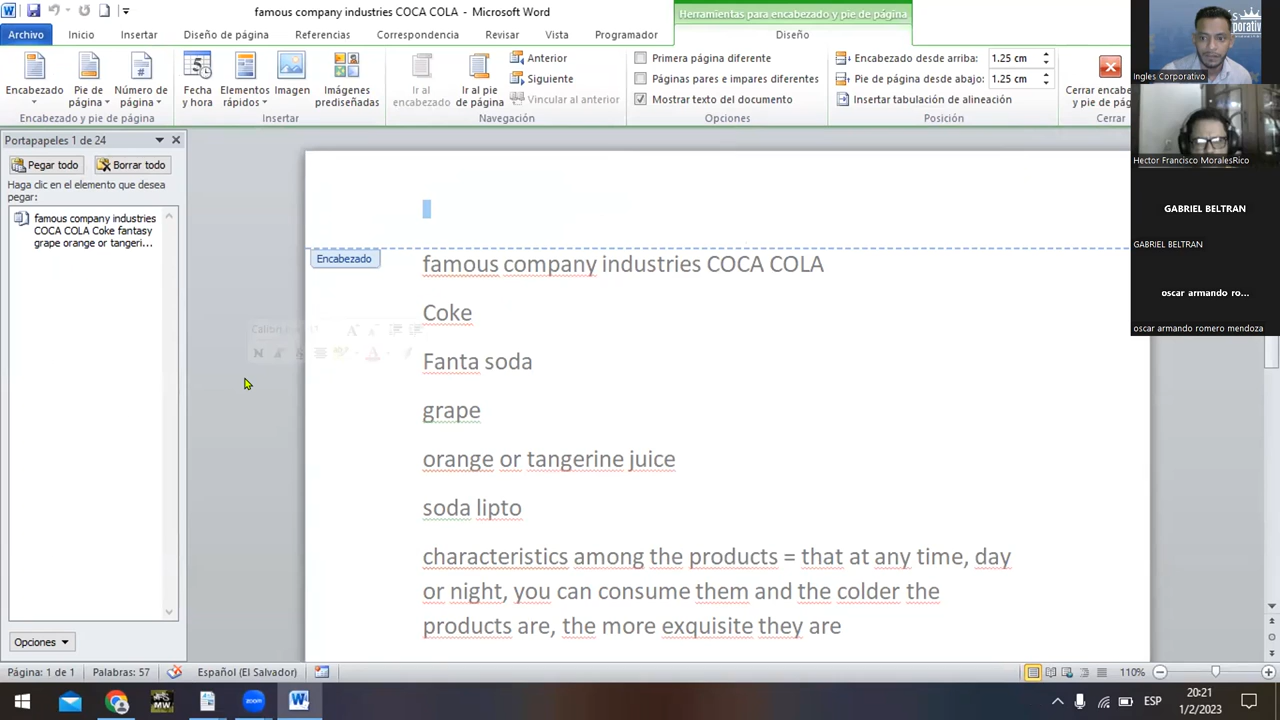 famous company industries COCA COLA - Microsoft Word
Herramientas para encabezado y pie de página
Archivo Inicio Insertar Diseño de página Referencias Correspondencia Revisar Vista Programador Diseño
Encabezado
Pie de página
Número de página
Fecha y hora
Elementos rápidos
Imagen
Imágenes prediseñadas
Ir al encabezado
Ir al pie de página
Anterior
Siguiente
Vincular al anterior
Primera página diferente
Páginas pares e impares diferentes
Mostrar texto del documento
Encabezado desde arriba: 1.25 cm
Pie de página desde abajo: 1.25 cm
Insertar tabulación de alineación
Cerrar
y pie de
Encabezado y pie de página Insertar Navegación Opciones Posición Cerrar
Ingles Corporativo
Hector Francisco MoralesRico
GABRIEL BELTRAN
GABRIEL BELTRAN
oscar armando ro...
oscar armando romero mendoza
Portapapeles 1 de 24
Pegar todo Borrar todo
Haga clic en el elemento que desea
pegar:
famous company industries
COCA COLA Coke fantasy
grape orange or tangeri...
Opciones
Encabezado
famous company industries COCA COLA
Coke
Fanta soda
grape
orange or tangerine juice
soda lipto
characteristics among the products = that at any time, day
or night, you can consume them and the colder the
products are, the more exquisite they are
Página: 1 de 1 Palabras: 57 Español (El Salvador) 110%
ESP
20:21
1/2/2023